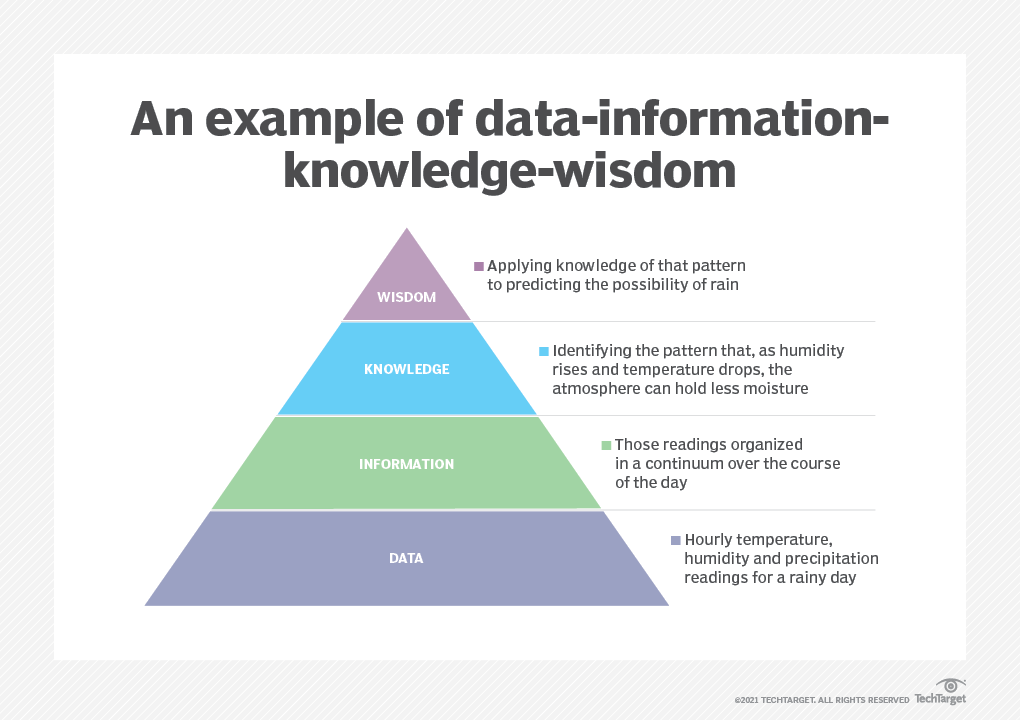 An example of data-information-
knowledge-wisdom
WISDOM
Applying knowledge of that pattern
to predicting the possibility of rain
KNOWLEDGE
Identifying the pattern that, as humidity
rises and temperature drops, the
atmosphere can hold less moisture
INFORMATION
Those readings organized
in a continuum over the course
of the day
DATA
Hourly temperature,
humidity and precipitation
readings for a rainy day
©2021 TECHTARGET. ALL RIGHTS RESERVED
TechTarget